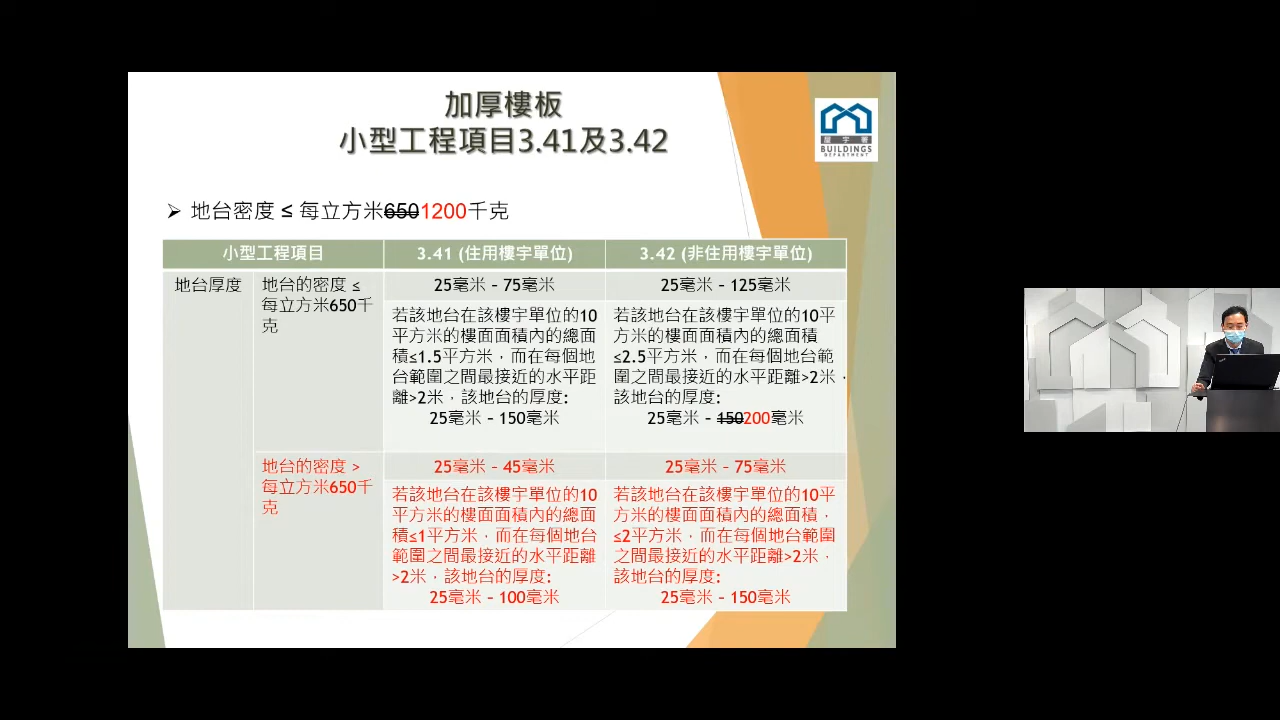 加厚樓板
小型工程項目3.41及3.42
屋宇署
BUILDINGS
DEPARTMENT
➢ 地台密度 ≤ 每立方米6501200千克
小型工程項目
3.41 (住用樓宇單位)
3.42 (非住用樓宇單位)
地台厚度
地台的密度 ≤
每立方米650千
克
25毫米 - 75毫米
25毫米 - 125毫米
若該地台在該樓宇單位的10
平方米的樓面面積內的總面
積≤1.5平方米，而在每個地
台範圍之間最接近的水平距
離>2米，該地台的厚度:
25毫米 - 150毫米
若該地台在該樓宇單位的10平
方米的樓面面積內的總面積
≤2.5平方米，而在每個地台範
圍之間最接近的水平距離>2米，
該地台的厚度:
25毫米 - 150200毫米
地台的密度 >
每立方米650千
克
25毫米 - 45毫米
25毫米 - 75毫米
若該地台在該樓宇單位的10
平方米的樓面面積內的總面
積≤1平方米，而在每個地台
範圍之間最接近的水平距離
>2米，該地台的厚度:
25毫米 - 100毫米
若該地台在該樓宇單位的10平
方米的樓面面積內的總面積，
≤2平方米，而在每個地台範圍
之間最接近的水平距離>2米，
該地台的厚度:
25毫米 - 150毫米